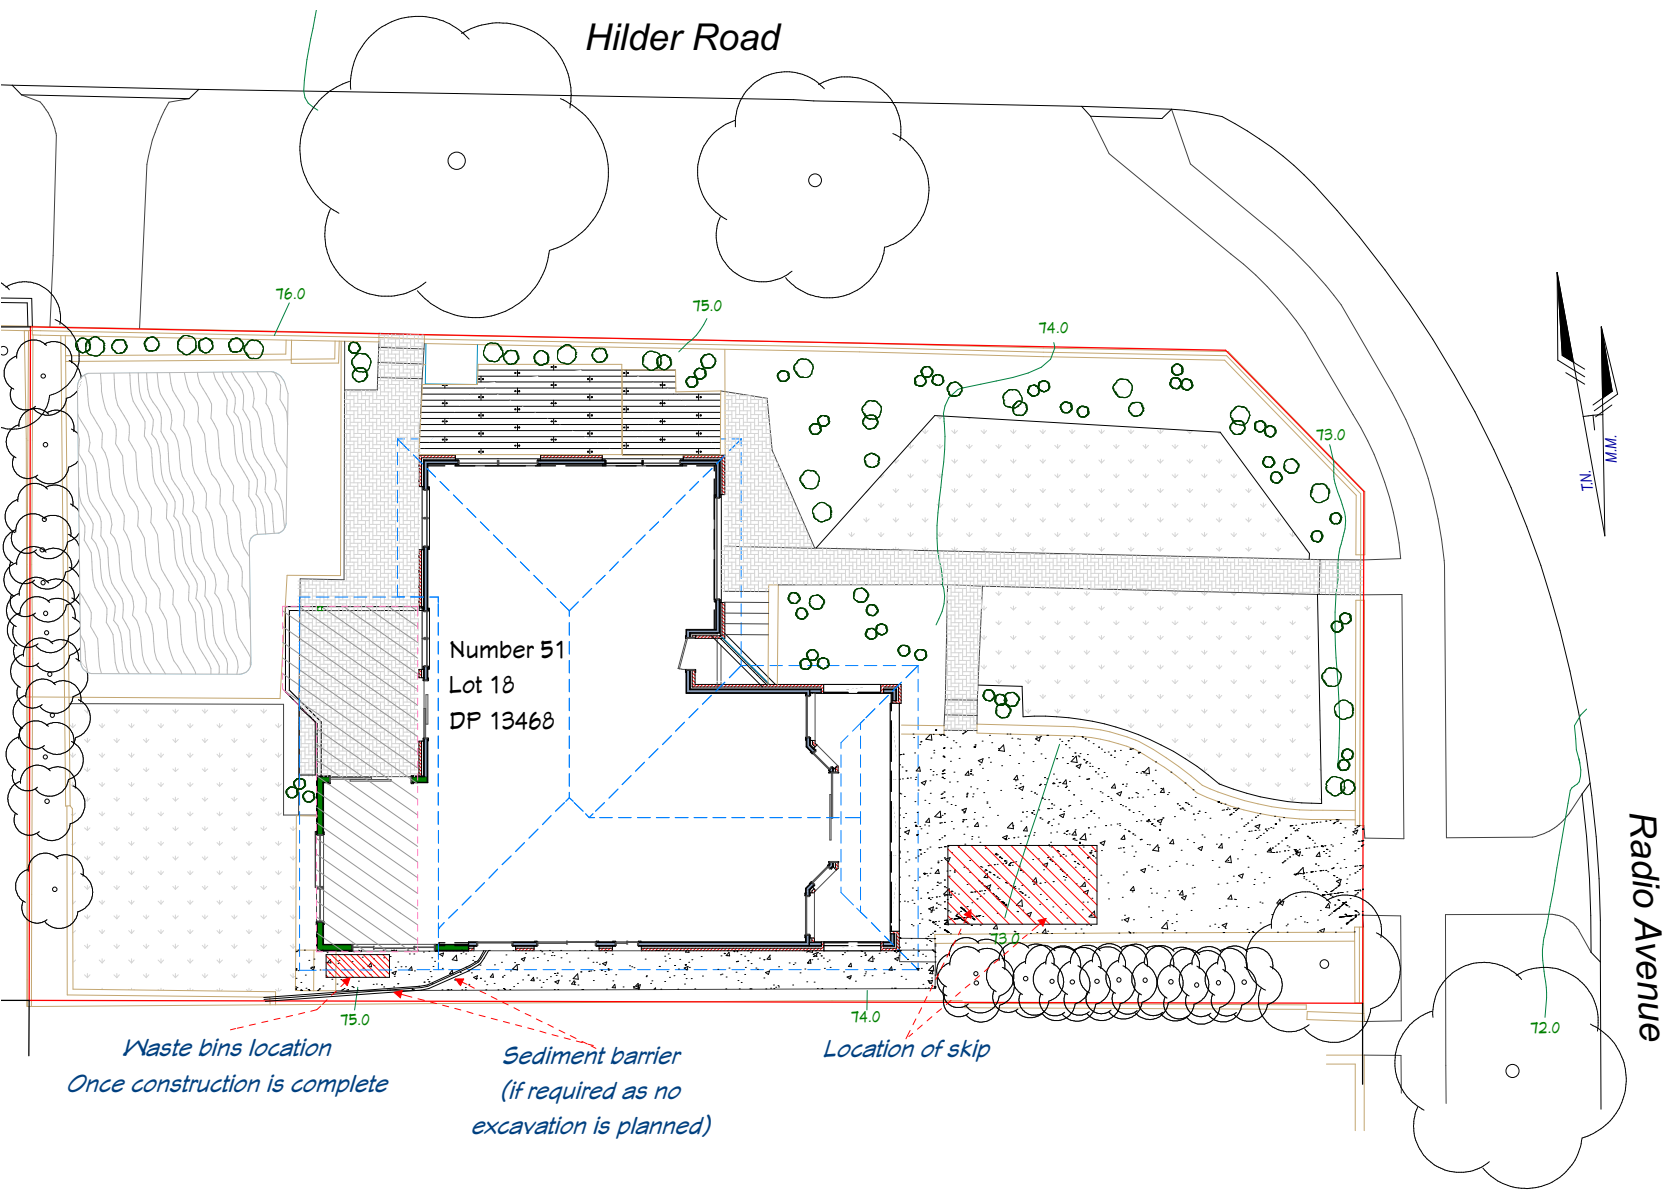 Hilder Road
76.0
75.0
74.0
73.0
T.N.
M.M.
Number 51
Lot 18
DP 13468
Radio Avenue
73.0
75.0
74.0
72.0
Waste bins location
Once construction is complete
Sediment barrier
(if required as no
excavation is planned)
Location of skip